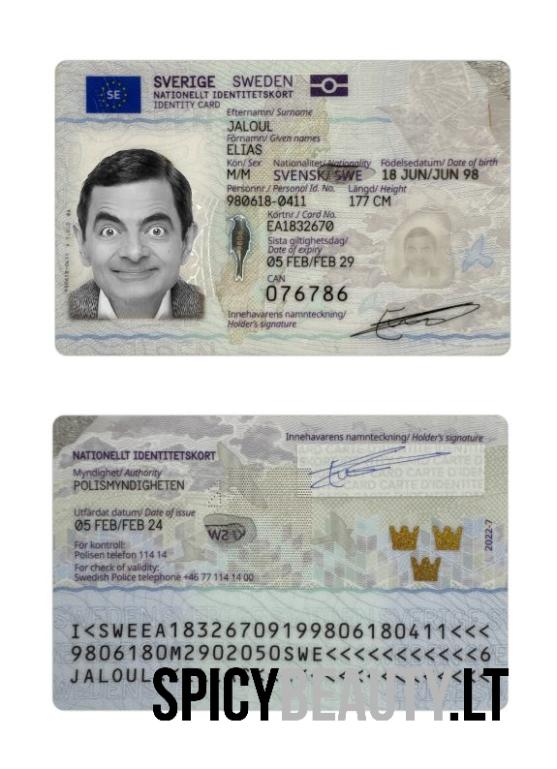 SE
SVERIGE SWEDEN
NATIONELLT IDENTITETSKORT
IDENTITY CARD
Efternamn/ Surname
JALOUL
Förnamn/ Given names
ELIAS
Kön/ Sex Nationalitet/ Nationality Födelsedatum/ Date of birth
M/M SVENSK/SWE 18 JUN/JUN 98
Personnr./ Personal Id. No. Längd/ Height
980618-0411 177 CM
Kortnr./ Card No.
EA1832670
Sista giltighetsdag/
Date of expiry
05 FEB/FEB 29
CAN
076786
Innehavarens namnteckning/
Holder's signature
Innehavarens namnteckning/ Holder's signature
NATIONELLT IDENTITETSKORT
Myndighet/ Authority
POLISMYNDIGHETEN
Utfärdat datum/ Date of issue
05 FEB/FEB 24
SWE
För kontroll:
Polisen telefon 114 14
For check of validity:
Swedish Police telephone +46 77 114 14 00
2022-7
I<SWEEA18326709199806180411<<<
9806180M2902050SWE<<<<<<<<<<<6
JALOUL
SPICYBEAUTY.LT